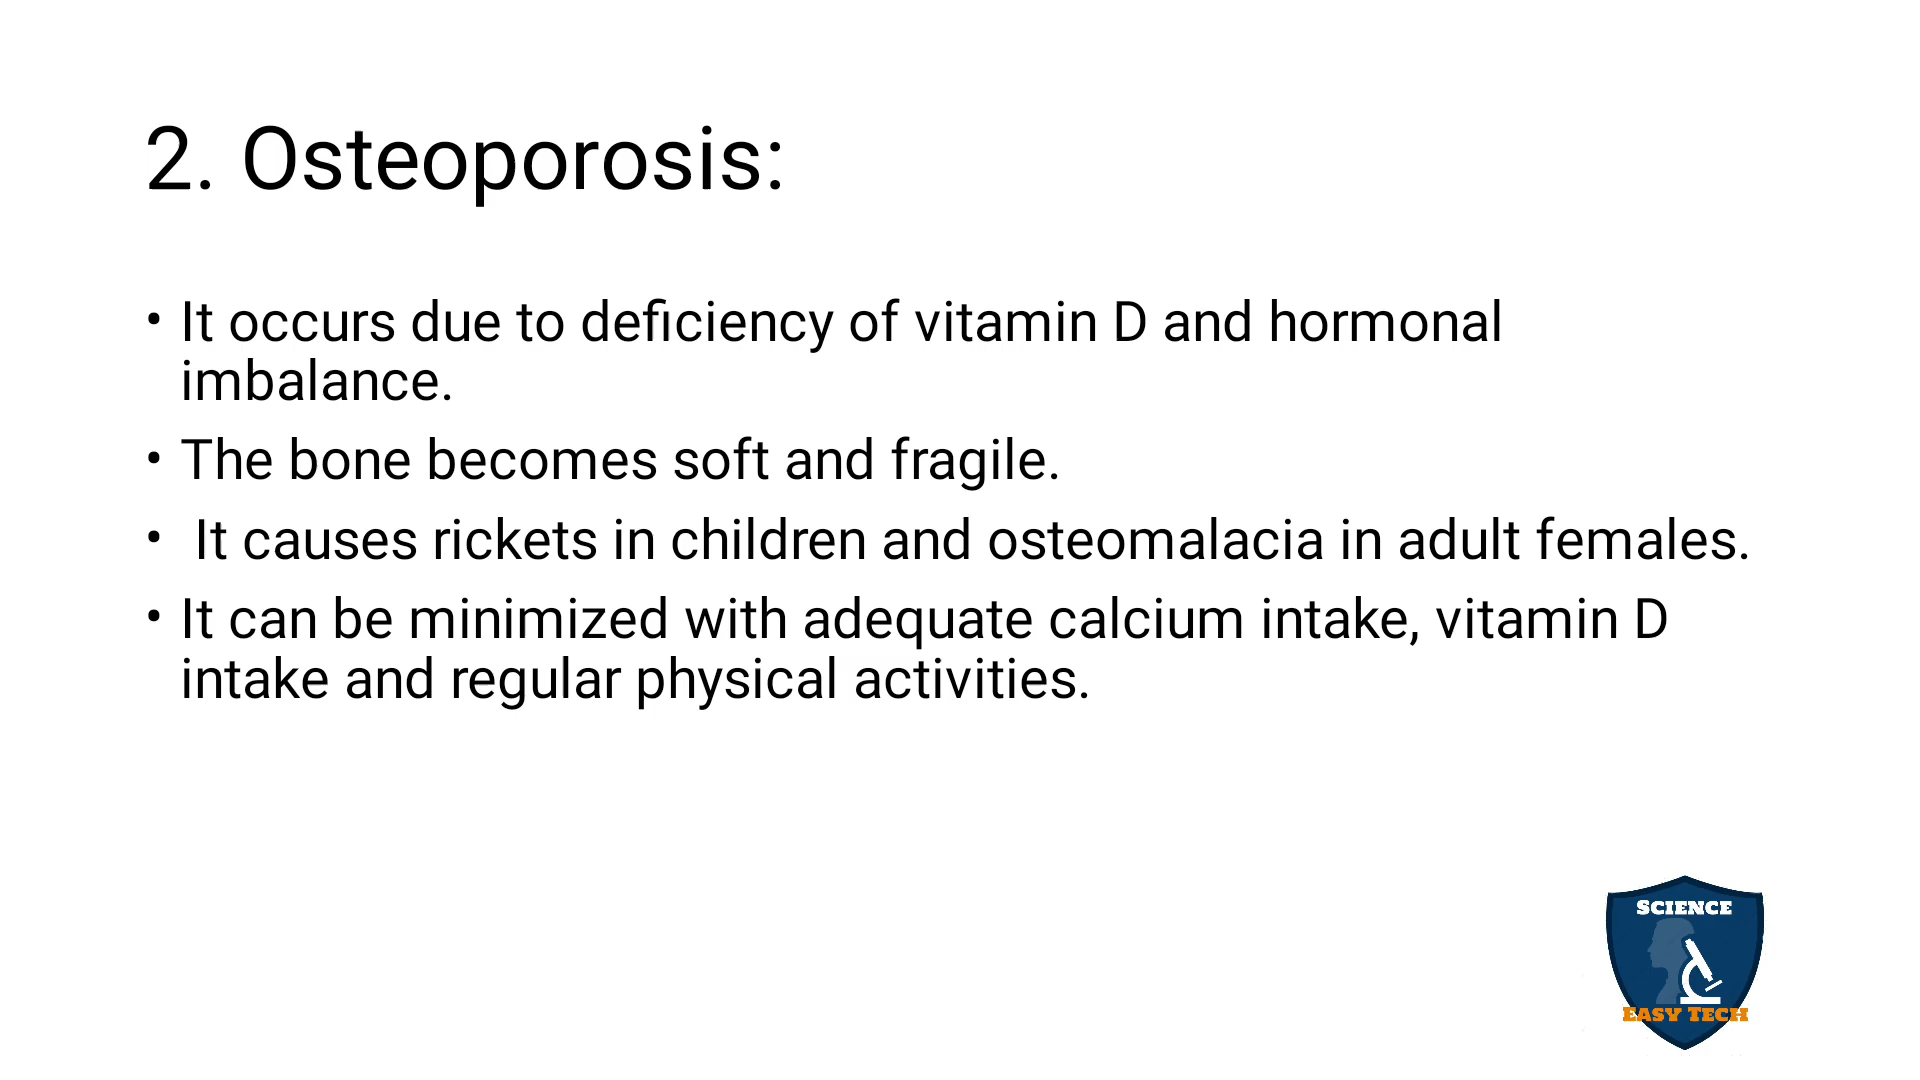 2. Osteoporosis:
• It occurs due to deficiency of vitamin D and hormonal
imbalance.
• The bone becomes soft and fragile.
• It causes rickets in children and osteomalacia in adult females.
• It can be minimized with adequate calcium intake, vitamin D
intake and regular physical activities.
SCIENCE
EASY TECH